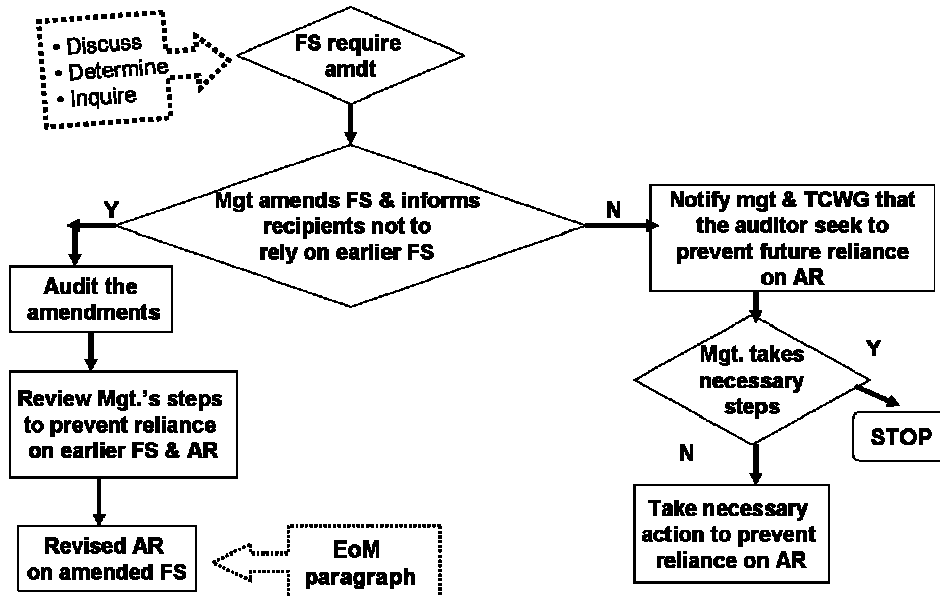 • Discuss
• Determine
• Inquire
FS require
amdt
Mgt amends FS & informs
recipients not to
rely on earlier FS
Y
N
Notify mgt & TCWG that
the auditor seek to
prevent future reliance
on AR
Audit the
amendments
Mgt. takes
necessary
steps
Y
STOP
Review Mgt.'s steps
to prevent reliance
on earlier FS & AR
N
Take necessary
action to prevent
reliance on AR
Revised AR
on amended FS
EoM
paragraph